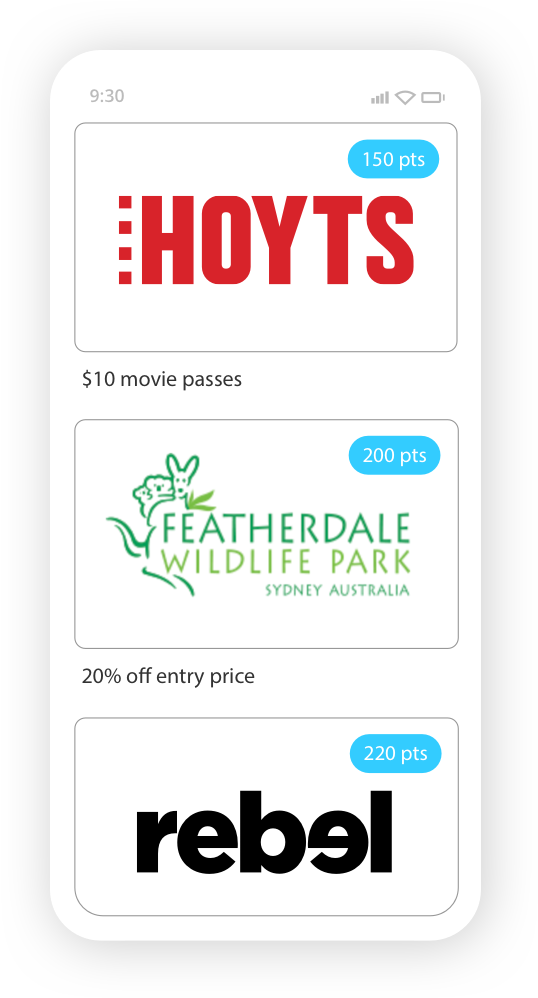 9:30
150 pts
HOYTS
$10 movie passes
200 pts
FEATHERDALE
WILDLIFE PARK
SYDNEY AUSTRALIA
20% off entry price
220 pts
rebel